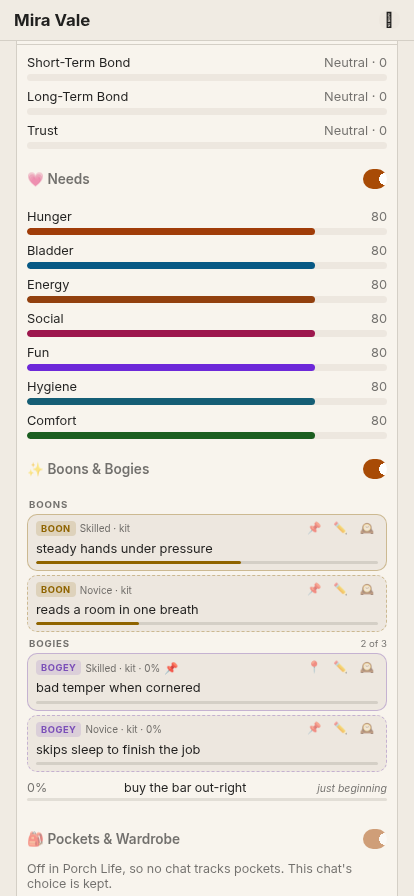 Mira Vale
Short-Term Bond Neutral · 0
Long-Term Bond Neutral · 0
Trust Neutral · 0
Needs
Hunger 80
Bladder 80
Energy 80
Social 80
Fun 80
Hygiene 80
Comfort 80
Boons & Bogies
BOONS
BOON Skilled · kit
steady hands under pressure
BOON Novice · kit
reads a room in one breath
BOGIES 2 of 3
BOGEY Skilled · kit · 0%
bad temper when cornered
BOGEY Novice · kit · 0%
skips sleep to finish the job
0% buy the bar out-right just beginning
Pockets & Wardrobe
Off in Porch Life, so no chat tracks pockets. This chat's
choice is kept.